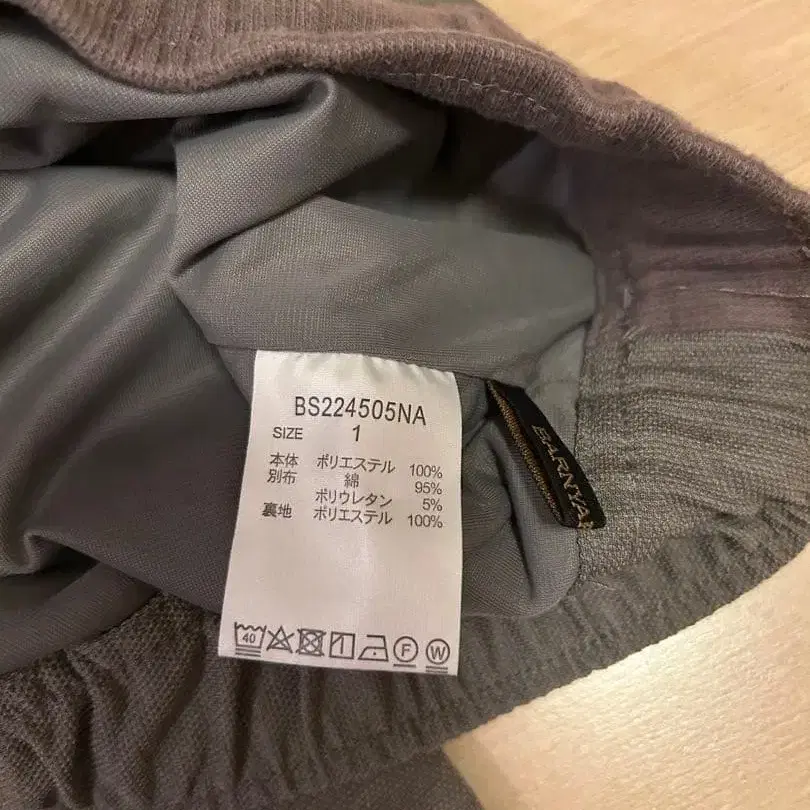 BS224505NA
SIZE 1
本体 ポリエステル 100%
別布 綿 95%
ポリウレタン 5%
裏地 ポリエステル 100%
40 F W